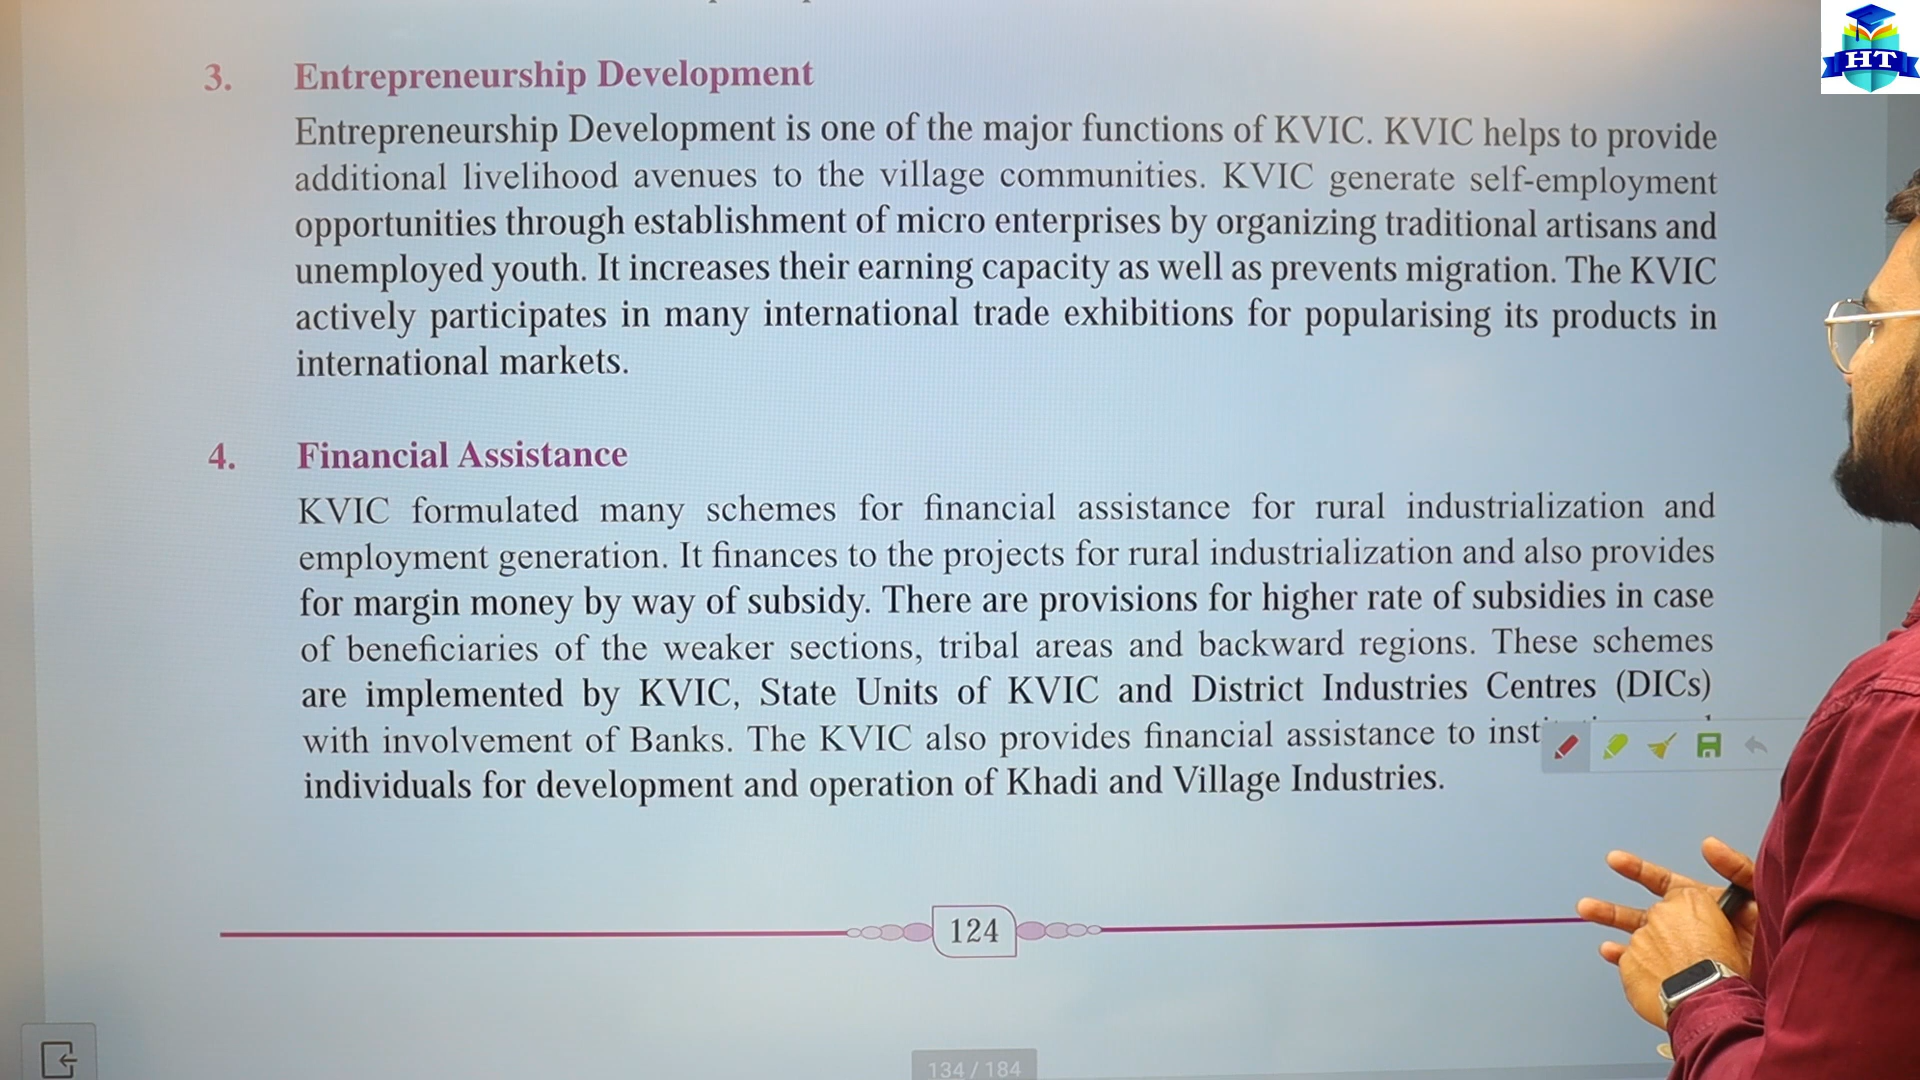 HT
3. Entrepreneurship Development
Entrepreneurship Development is one of the major functions of KVIC. KVIC helps to provide
additional livelihood avenues to the village communities. KVIC generate self-employment
opportunities through establishment of micro enterprises by organizing traditional artisans and
unemployed youth. It increases their earning capacity as well as prevents migration. The KVIC
actively participates in many international trade exhibitions for popularising its products in
international markets.
4. Financial Assistance
KVIC formulated many schemes for financial assistance for rural industrialization and
employment generation. It finances to the projects for rural industrialization and also provides
for margin money by way of subsidy. There are provisions for higher rate of subsidies in case
of beneficiaries of the weaker sections, tribal areas and backward regions. These schemes
are implemented by KVIC, State Units of KVIC and District Industries Centres (DICs)
with involvement of Banks. The KVIC also provides financial assistance to
individuals for development and operation of Khadi and Village Industries.
124
134 / 184